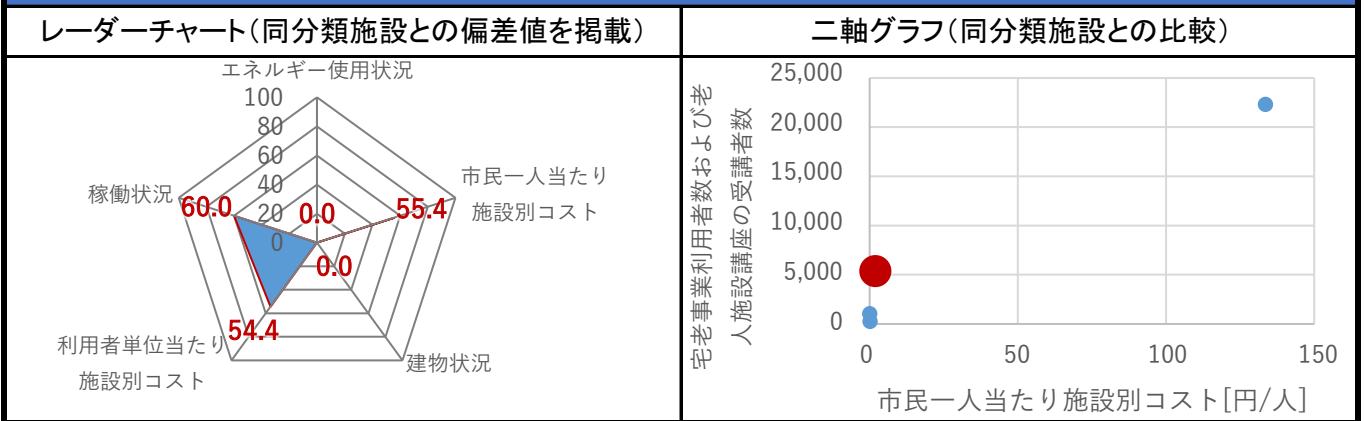 レーダーチャート（同分類施設との偏差値を掲載）
エネルギー使用状況
100
80
60
40
20
0
市民一人当たり
施設別コスト
建物状況
利用者単位当たり
施設別コスト
稼働状況
0.0
55.4
0.0
54.4
60.0
二軸グラフ（同分類施設との比較）
宅老事業利用者数および老
人施設講座の受講者数
25,000
20,000
15,000
10,000
5,000
0
0
50
100
150
市民一人当たり施設別コスト[円/人]